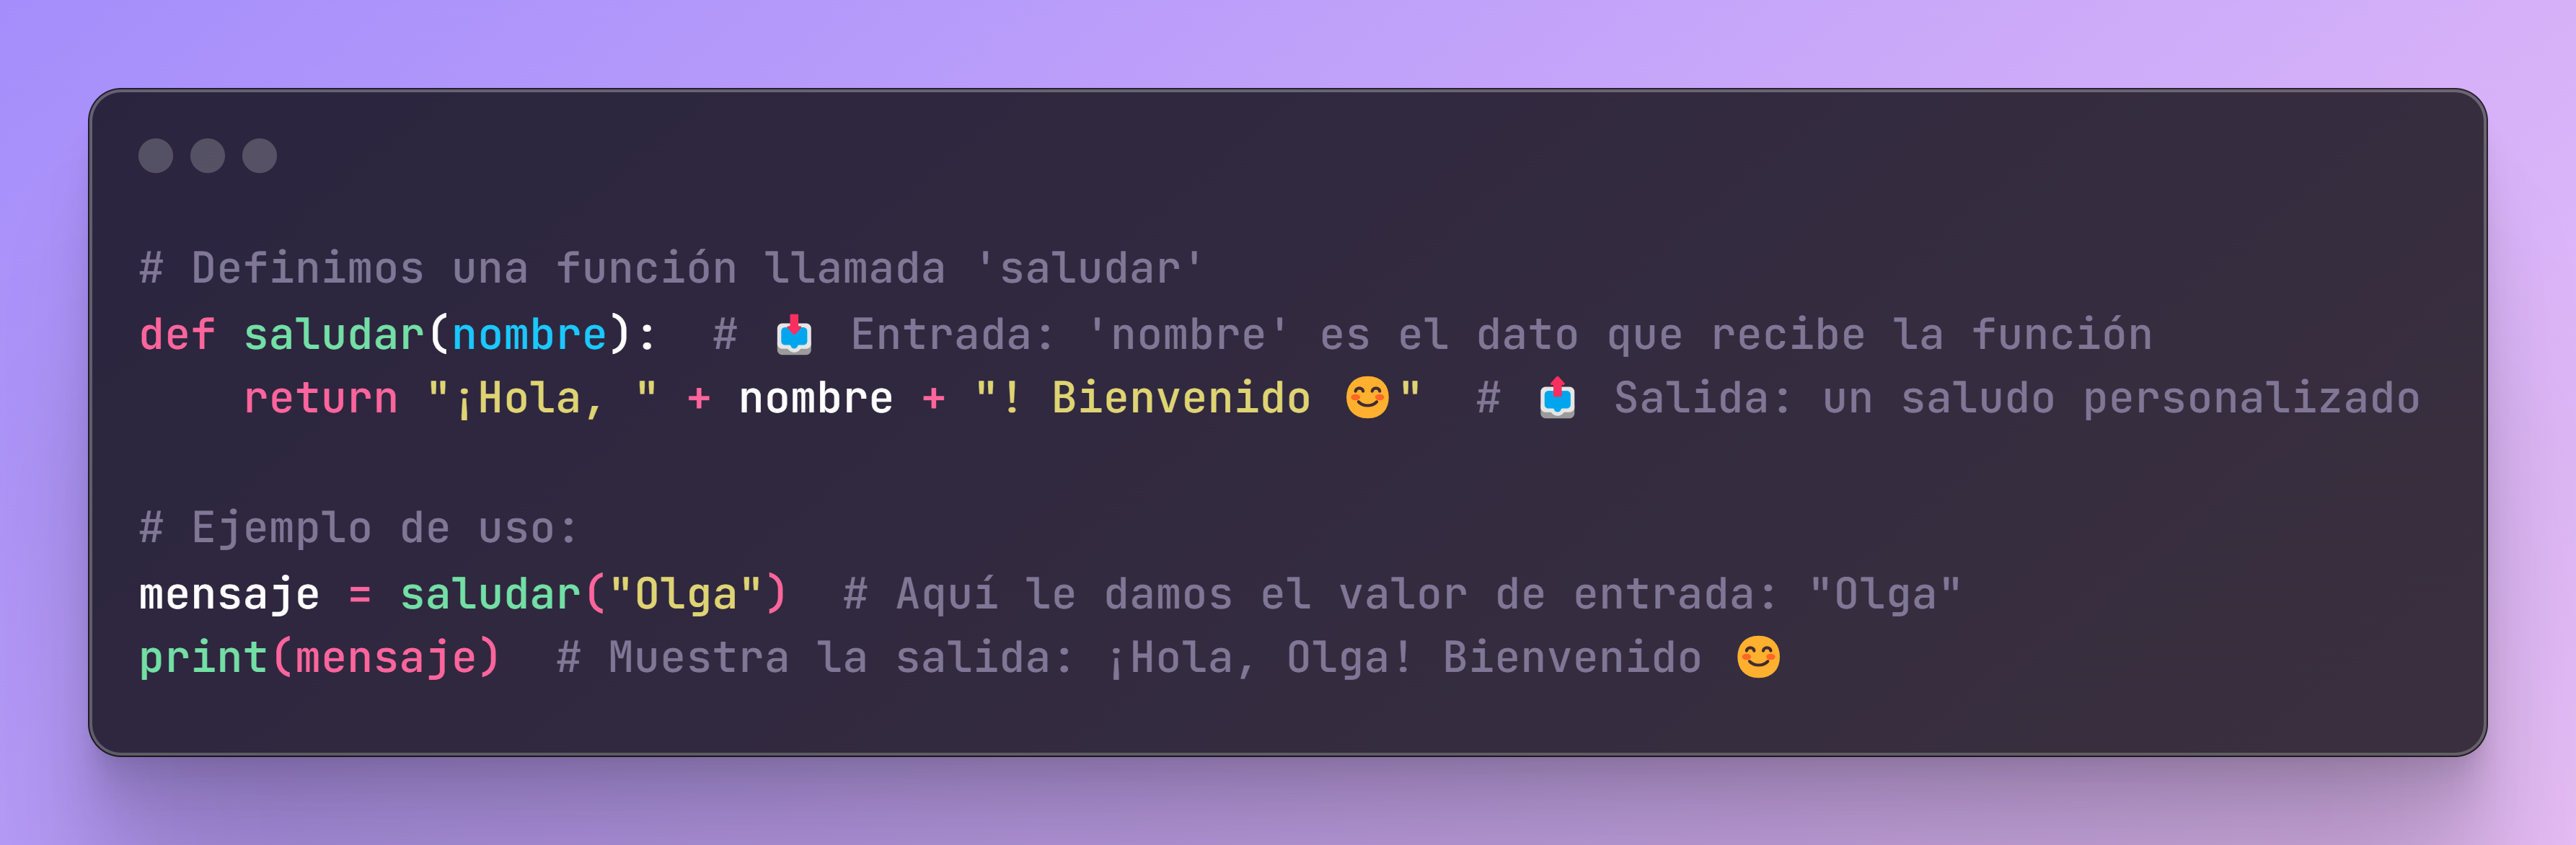 # Definimos una función llamada 'saludar'
def saludar(nombre):  # 📥 Entrada: 'nombre' es el dato que recibe la función
    return "¡Hola, " + nombre + "! Bienvenido 😊"  # 📤 Salida: un saludo personalizado
# Ejemplo de uso:
mensaje = saludar("Olga")  # Aquí le damos el valor de entrada: "Olga"
print(mensaje)  # Muestra la salida: ¡Hola, Olga! Bienvenido 😊